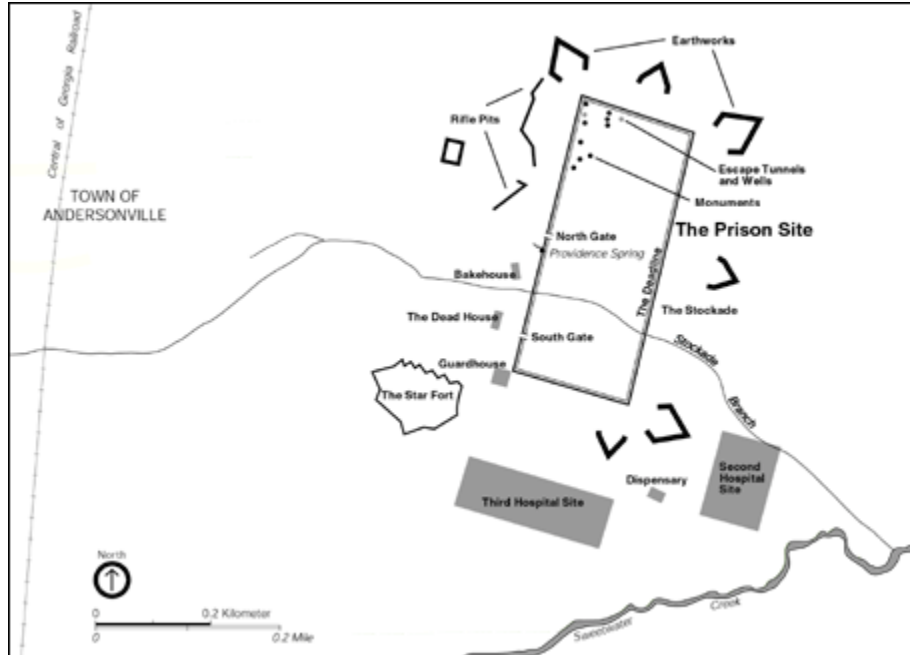 Central of Georgia Railroad
TOWN OF
ANDERSONVILLE
Earthworks
Rifle Pits
Escape Tunnels
and Wells
Monuments
The Prison Site
North Gate
Providence Spring
Bakehouse
The Deadline
The Stockade
The Dead House
South Gate
Stockade
Branch
Guardhouse
The Star Fort
Second
Hospital
Site
Dispensary
Third Hospital Site
North
0
0.2 Kilometer
0
0.2 Mile
Sweetwater
Creek